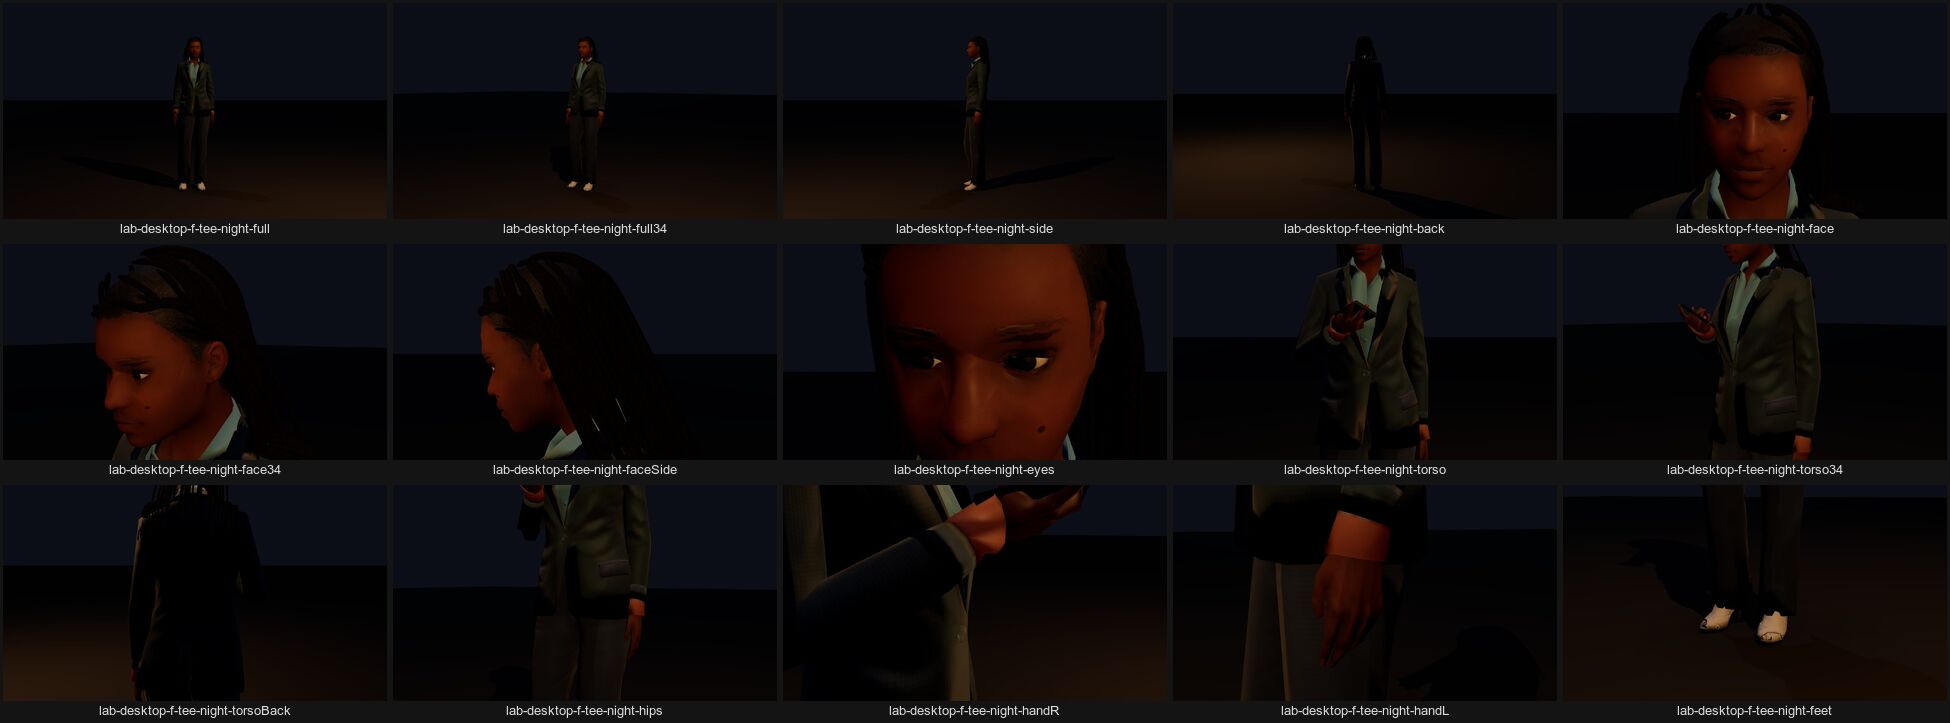 lab-desktop-f-tee-night-full
lab-desktop-f-tee-night-full34
lab-desktop-f-tee-night-side
lab-desktop-f-tee-night-back
lab-desktop-f-tee-night-face
lab-desktop-f-tee-night-face34
lab-desktop-f-tee-night-faceSide
lab-desktop-f-tee-night-eyes
lab-desktop-f-tee-night-torso
lab-desktop-f-tee-night-torso34
lab-desktop-f-tee-night-torsoBack
lab-desktop-f-tee-night-hips
lab-desktop-f-tee-night-handR
lab-desktop-f-tee-night-handL
lab-desktop-f-tee-night-feet